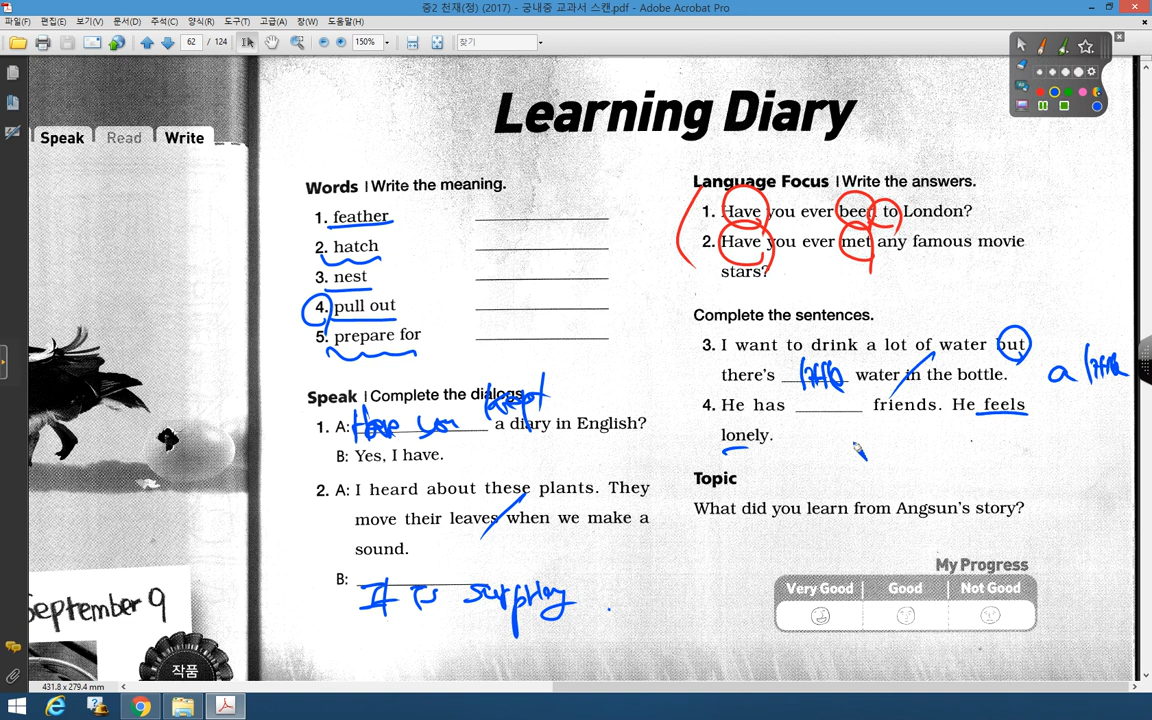 중2 천재(정) (2017) - 궁내중 교과서 스캔.pdf - Adobe Acrobat Pro
파일(F) 편집(E) 보기(V) 문서(D) 주석(C) 양식(R) 도구(T) 고급(A) 창(W) 도움말(H)
62 / 124 150% 찾기
Learning Diary
Speak Read Write
Words | Write the meaning.
1. feather
2. hatch
3. nest
4. pull out
5. prepare for
Speak | Complete the dialogs.
kept
1. A: Have you a diary in English?
B: Yes, I have.
2. A: I heard about these plants. They
move their leaves when we make a
sound.
B:
It is
Language Focus | Write the answers.
1. Have you ever been to London?
2. Have you ever met any famous movie
stars?
Complete the sentences.
3. I want to drink a lot of water but
there's little water in the bottle.
a little
4. He has friends. He feels
lonely.
Topic
What did you learn from Angsun's story?
My Progress
Very Good Good Not Good
September 9
작품
431.8 x 279.4 mm